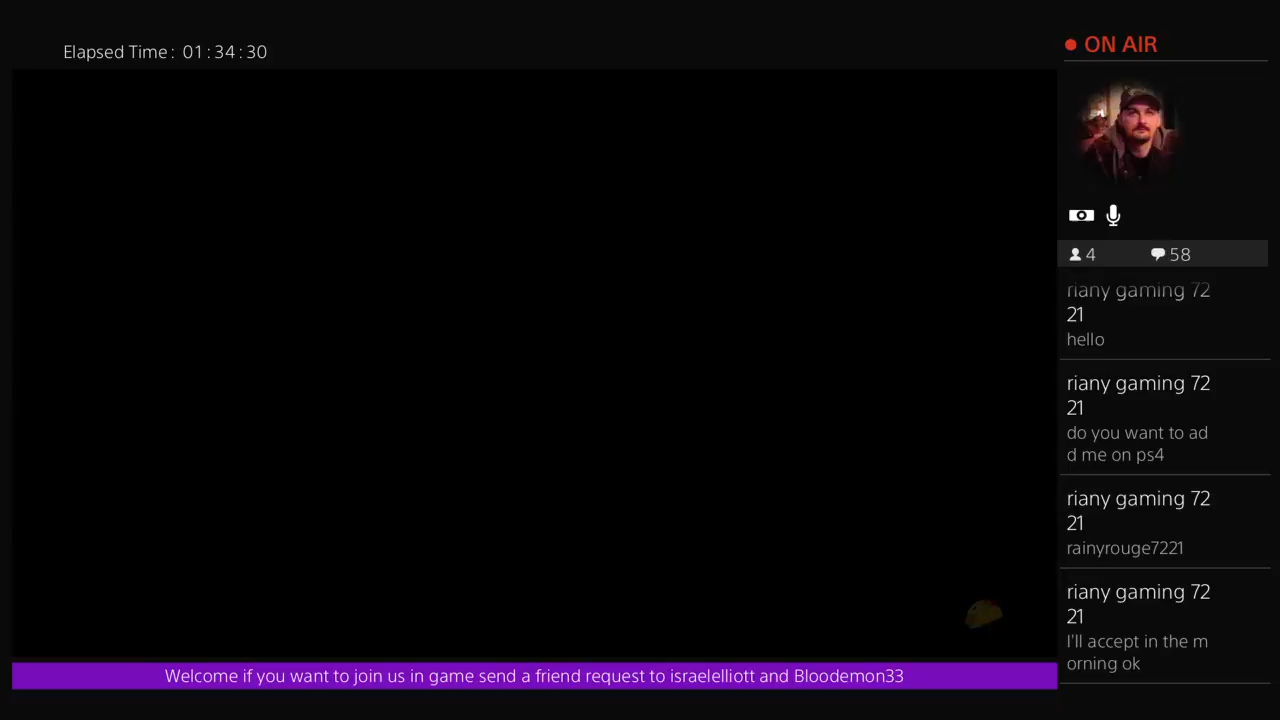 Elapsed Time: 01:34:30
ON AIR
4 58
riany gaming 72
21
hello
riany gaming 72
21
do you want to ad
d me on ps4
riany gaming 72
21
rainyrouge7221
riany gaming 72
21
I'll accept in the m
orning ok
Welcome if you want to join us in game send a friend request to israelelliott and Bloodemon33